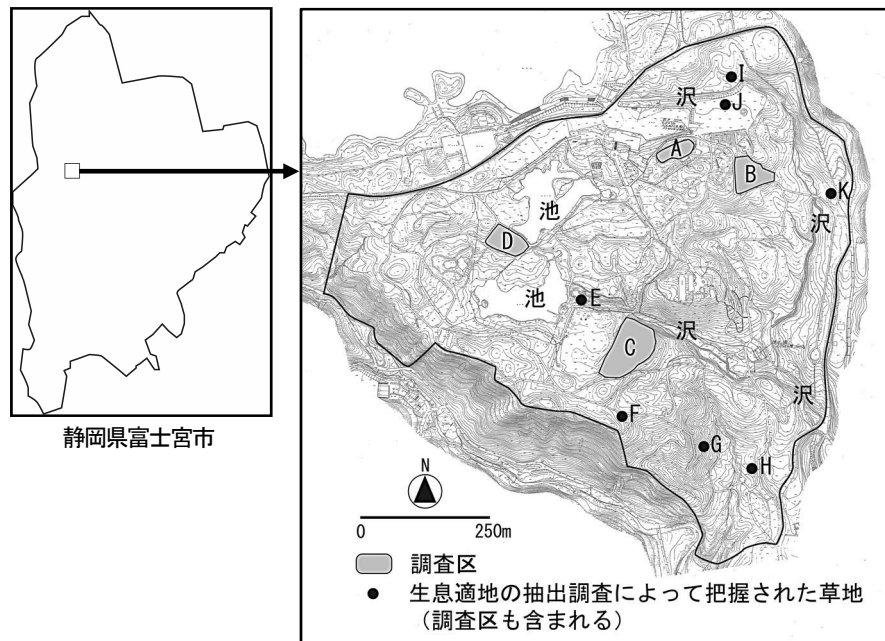 静岡県富士宮市
I
沢
J
A
B
K
沢
池
D
池
E
沢
C
沢
F
G
H
N
0 250m
調査区
生息適地の抽出調査によって把握された草地
(調査区も含まれる)